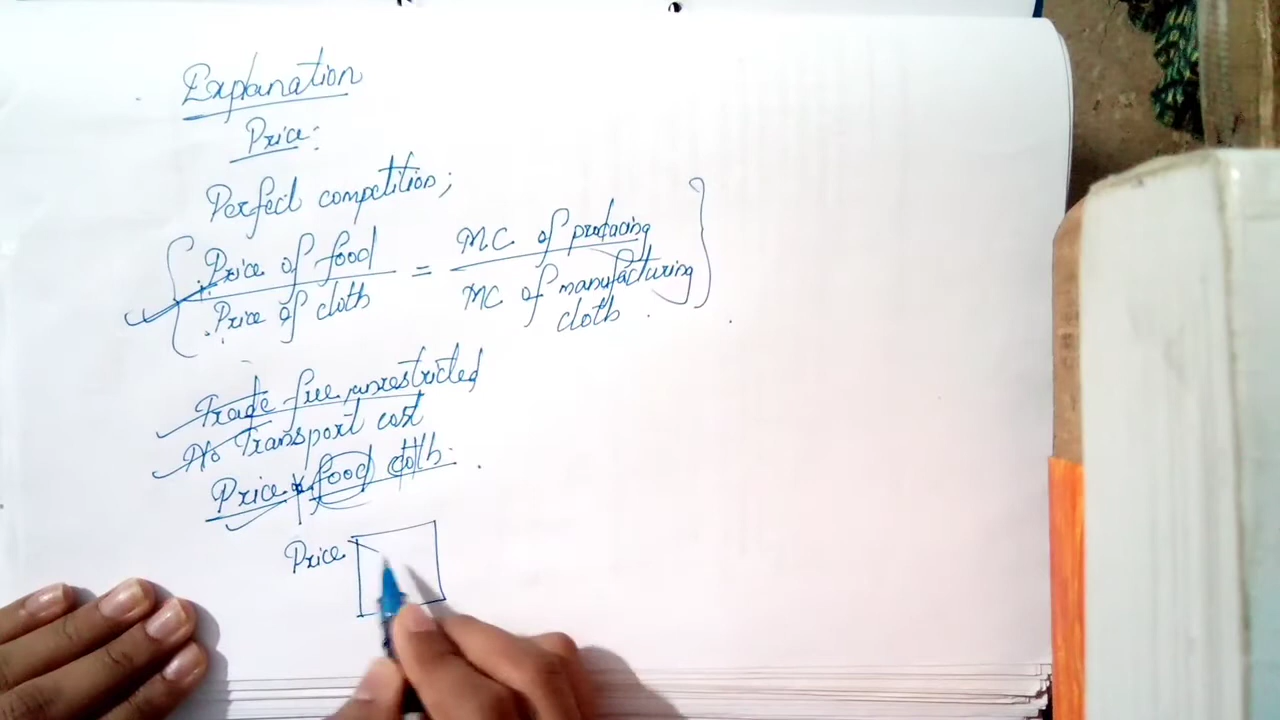 Explanation
Price:
Perfect competition;
Price of food = MC of producing
Price of cloth MC of manufacturing
cloth.
Trade free, unrestricted
No Transport cost
Price food cloth.
Price